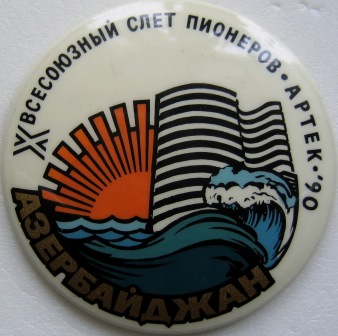 X ВСЕСОЮЗНЫЙ СЛЕТ ПИОНЕРОВ • АРТЕК • '90
АЗЕРБАЙДЖАН